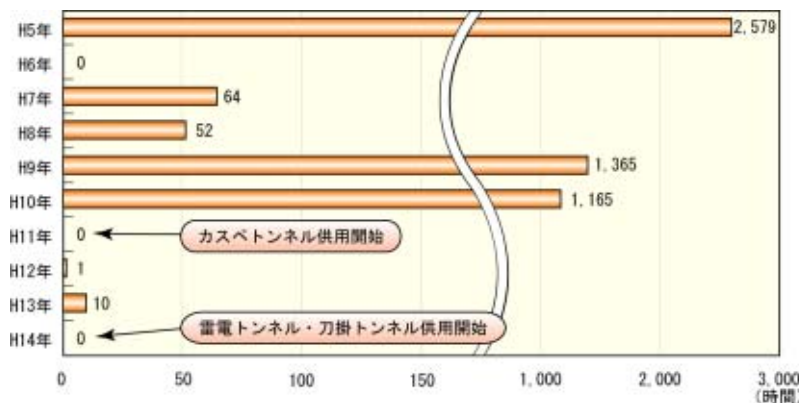 H5年 2,579
H6年 0
H7年 64
H8年 52
H9年 1,365
H10年 1,165
H11年 0 カスベトンネル供用開始
H12年 1
H13年 10
H14年 0 雷電トンネル・刀掛トンネル供用開始
0 50 100 150 1,000 2,000 3,000
(時間)